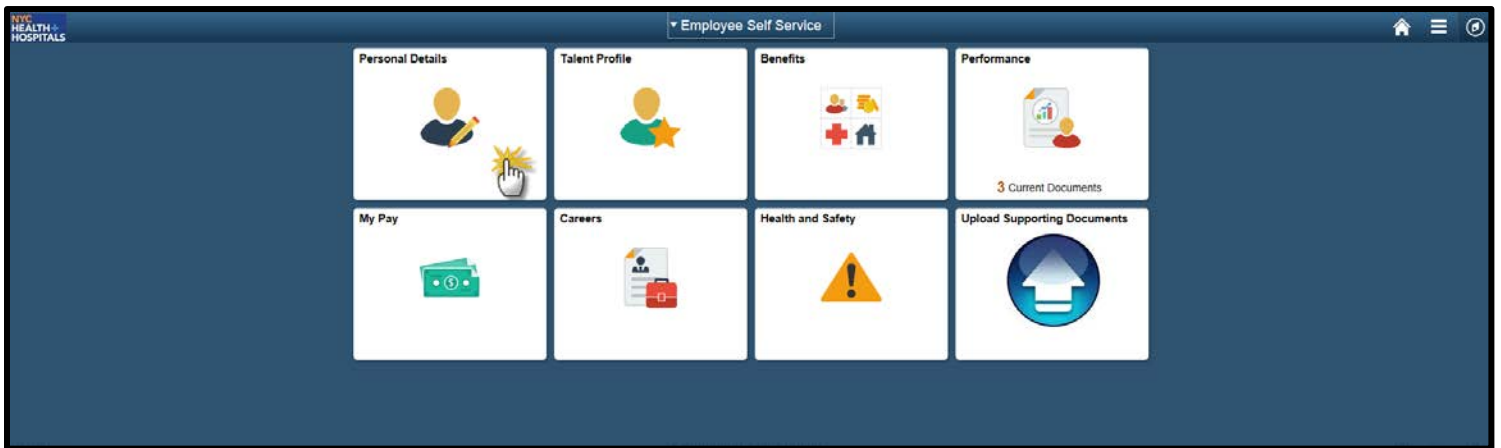 NYC
HEALTH+
HOSPITALS
Employee Self Service
Personal Details
Talent Profile
Benefits
Performance
3 Current Documents
My Pay
Careers
Health and Safety
Upload Supporting Documents